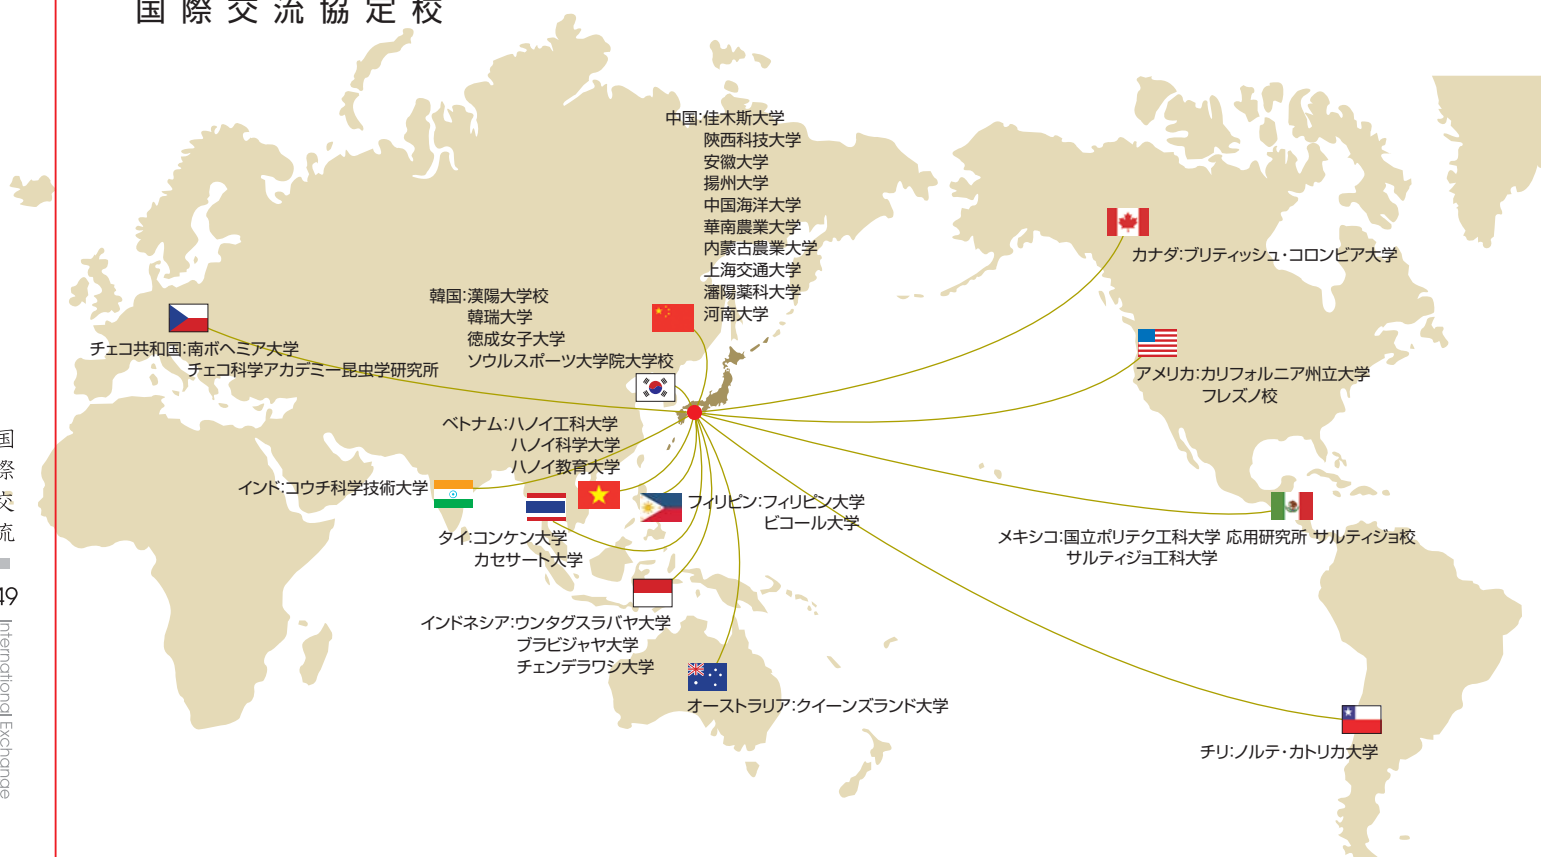 国際交流協定校
中国:佳木斯大学
陝西科技大学
安徽大学
揚州大学
中国海洋大学
華南農業大学
内蒙古農業大学
上海交通大学
瀋陽薬科大学
河南大学
カナダ:ブリティッシュ・コロンビア大学
韓国:漢陽大学校
韓瑞大学
徳成女子大学
ソウルスポーツ大学院大学校
チェコ共和国:南ボヘミア大学
チェコ科学アカデミー昆虫学研究所
アメリカ:カリフォルニア州立大学
フレズノ校
ベトナム:ハノイ工科大学
ハノイ科学大学
ハノイ教育大学
インド:コウチ科学技術大学
フィリピン:フィリピン大学
ビコール大学
タイ:コンケン大学
カセサート大学
メキシコ:国立ポリテク工科大学 応用研究所 サルティジョ校
サルティジョ工科大学
インドネシア:ウンタグスラバヤ大学
ブラビジャヤ大学
チェンデラワシ大学
オーストラリア:クイーンズランド大学
チリ:ノルテ・カトリカ大学
国際交流
49
International Exchange